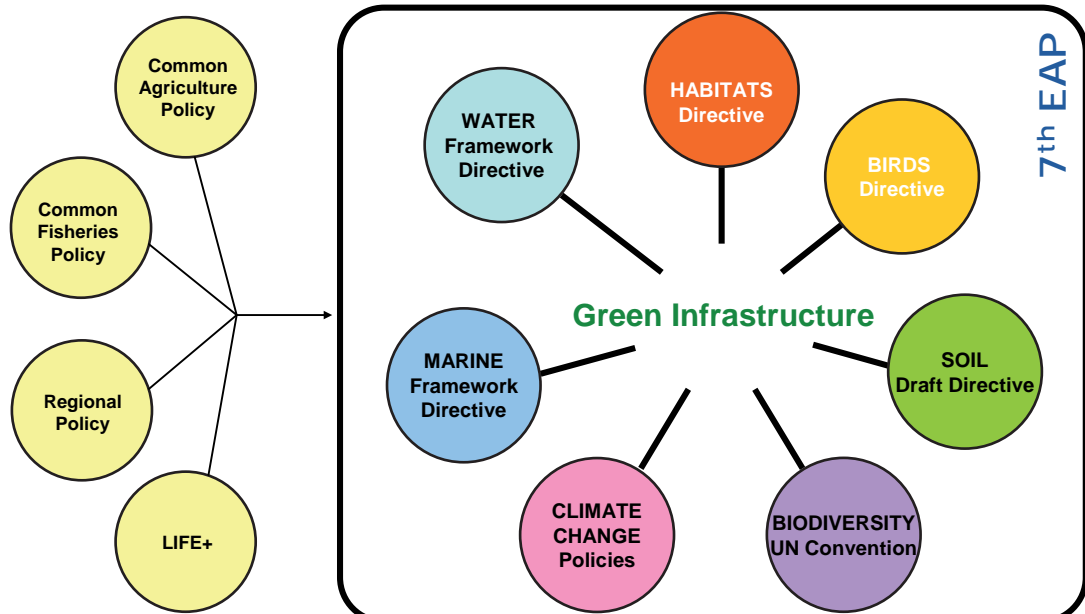 Common
Agriculture
Policy
Common
Fisheries
Policy
Regional
Policy
LIFE+
7th EAP
HABITATS
Directive
WATER
Framework
Directive
BIRDS
Directive
Green Infrastructure
MARINE
Framework
Directive
SOIL
Draft Directive
CLIMATE
CHANGE
Policies
BIODIVERSITY
UN Convention